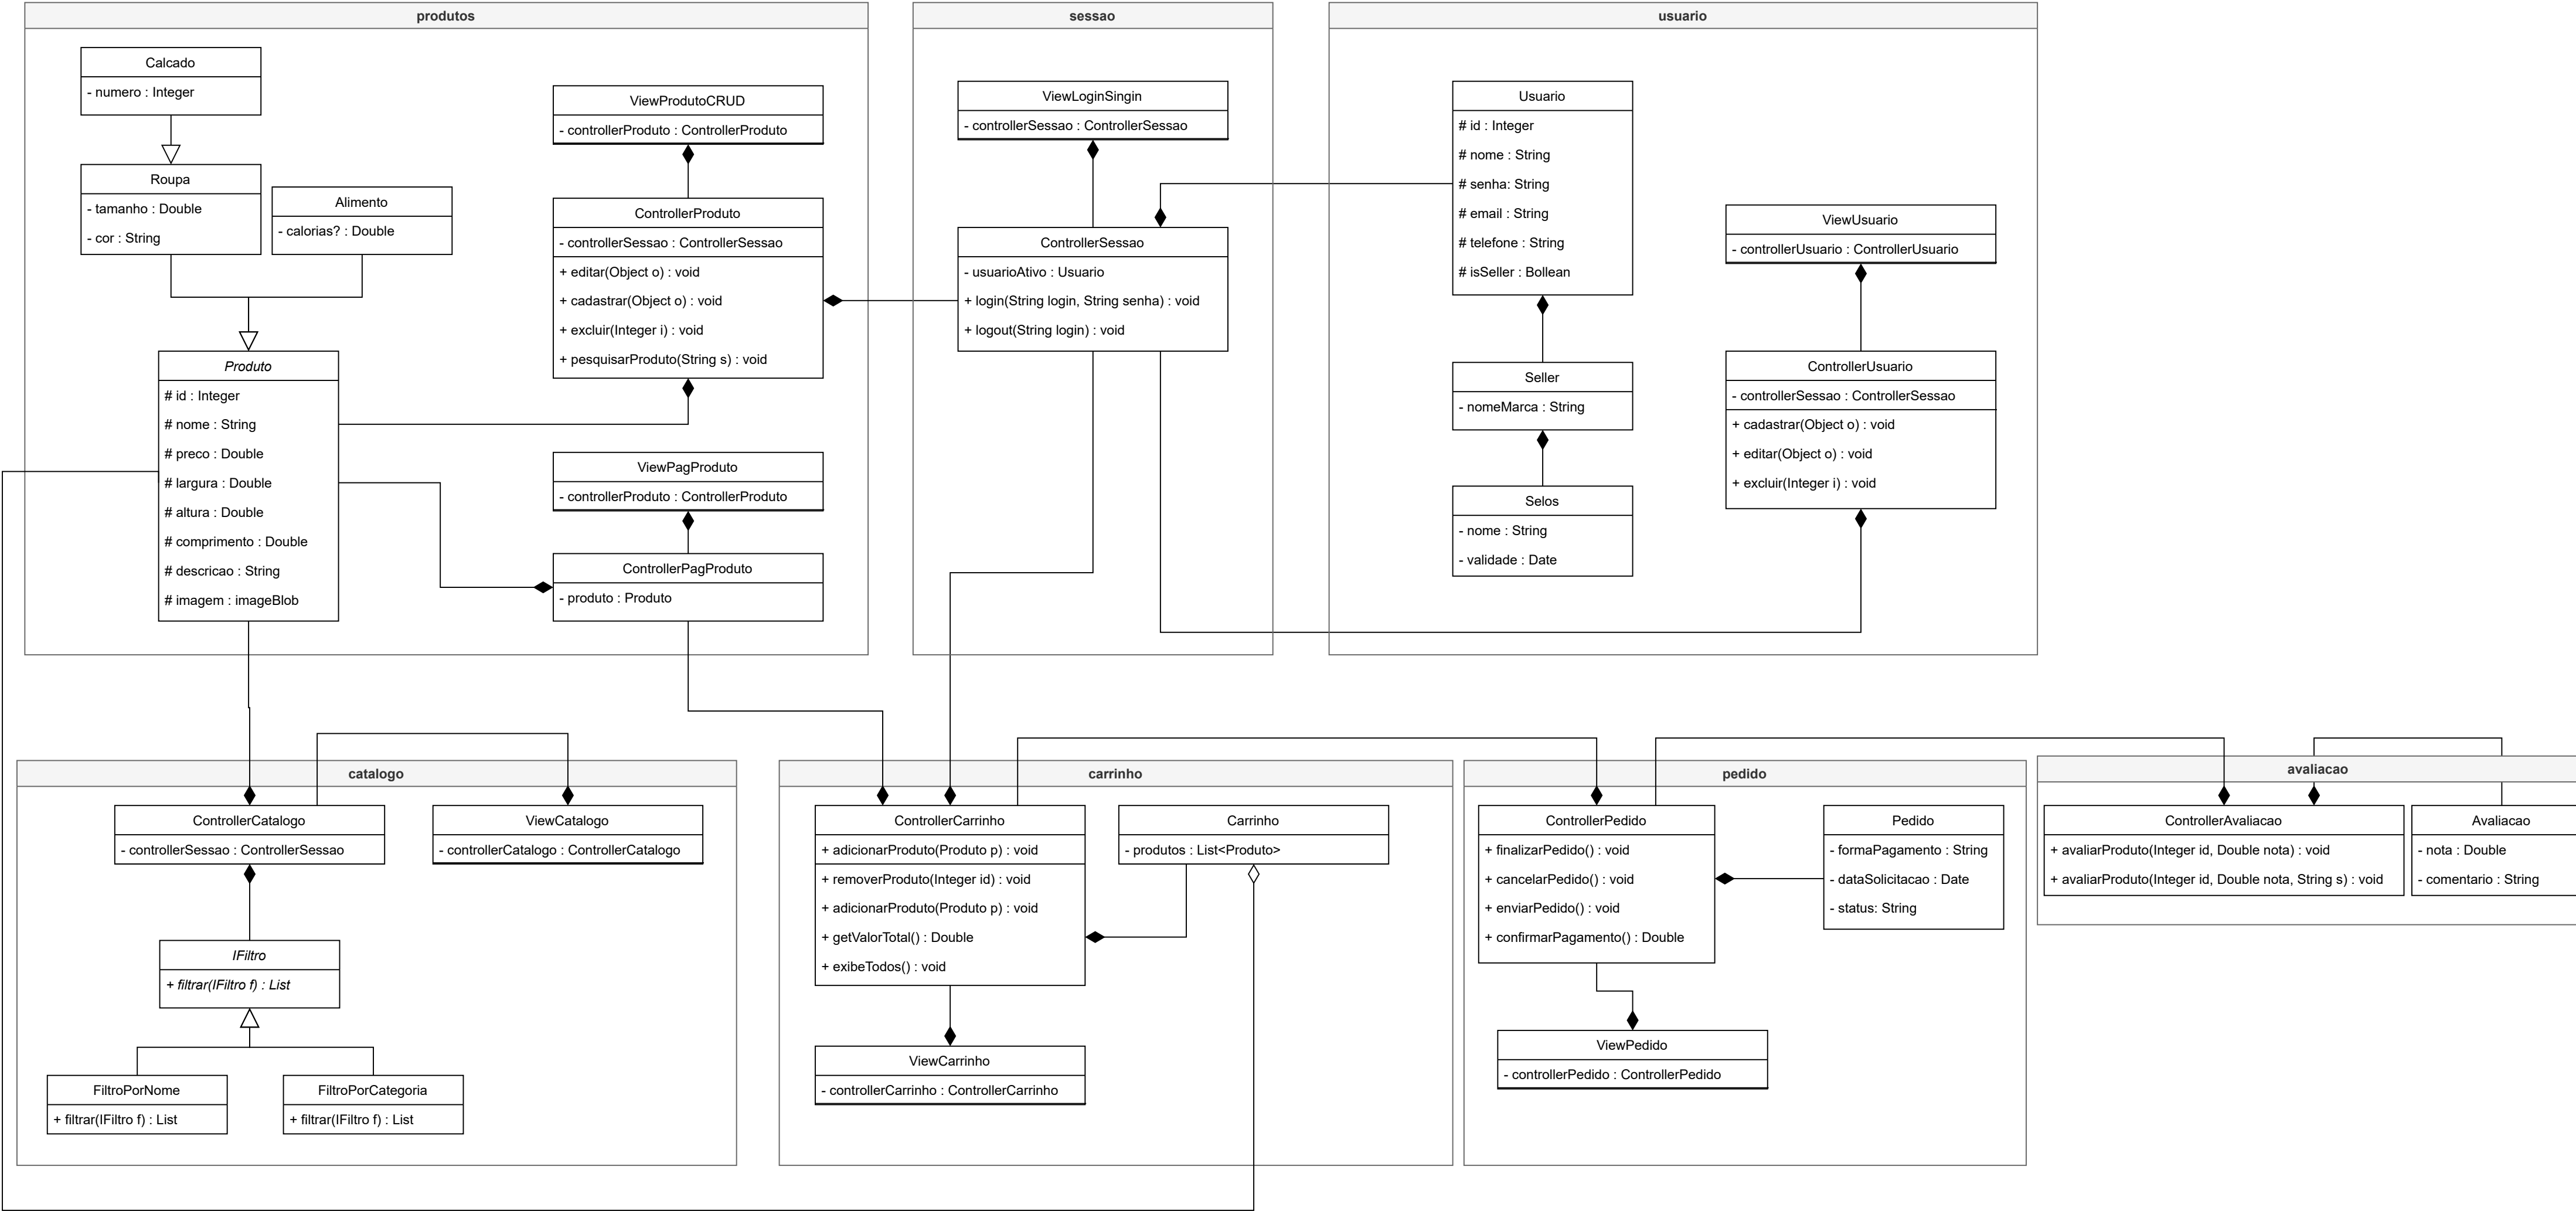 produtos
Calcado
- numero : Integer
Roupa
- tamanho : Double
- cor : String
Alimento
- calorias? : Double
Produto
# id : Integer
# nome : String
# preco : Double
# largura : Double
# altura : Double
# comprimento : Double
# descricao : String
# imagem : imageBlob
ViewProdutoCRUD
- controllerProduto : ControllerProduto
ControllerProduto
- controllerSessao : ControllerSessao
+ editar(Object o) : void
+ cadastrar(Object o) : void
+ excluir(Integer i) : void
+ pesquisarProduto(String s) : void
ViewPagProduto
- controllerProduto : ControllerProduto
ControllerPagProduto
- produto : Produto
sessao
ViewLoginSingin
- controllerSessao : ControllerSessao
ControllerSessao
- usuarioAtivo : Usuario
+ login(String login, String senha) : void
+ logout(String login) : void
usuario
Usuario
# id : Integer
# nome : String
# senha: String
# email : String
# telefone : String
# isSeller : Bollean
Seller
- nomeMarca : String
Selos
- nome : String
- validade : Date
ViewUsuario
- controllerUsuario : ControllerUsuario
ControllerUsuario
- controllerSessao : ControllerSessao
+ cadastrar(Object o) : void
+ editar(Object o) : void
+ excluir(Integer i) : void
catalogo
ControllerCatalogo
- controllerSessao : ControllerSessao
ViewCatalogo
- controllerCatalogo : ControllerCatalogo
IFiltro
+ filtrar(IFiltro f) : List
FiltroPorNome
+ filtrar(IFiltro f) : List
FiltroPorCategoria
+ filtrar(IFiltro f) : List
carrinho
ControllerCarrinho
+ adicionarProduto(Produto p) : void
+ removerProduto(Integer id) : void
+ adicionarProduto(Produto p) : void
+ getValorTotal() : Double
+ exibeTodos() : void
Carrinho
- produtos : List<Produto>
ViewCarrinho
- controllerCarrinho : ControllerCarrinho
pedido
ControllerPedido
+ finalizarPedido() : void
+ cancelarPedido() : void
+ enviarPedido() : void
+ confirmarPagamento() : Double
Pedido
- formaPagamento : String
- dataSolicitacao : Date
- status: String
ViewPedido
- controllerPedido : ControllerPedido
avaliacao
ControllerAvaliacao
+ avaliarProduto(Integer id, Double nota) : void
+ avaliarProduto(Integer id, Double nota, String s) : void
Avaliacao
- nota : Double
- comentario : String